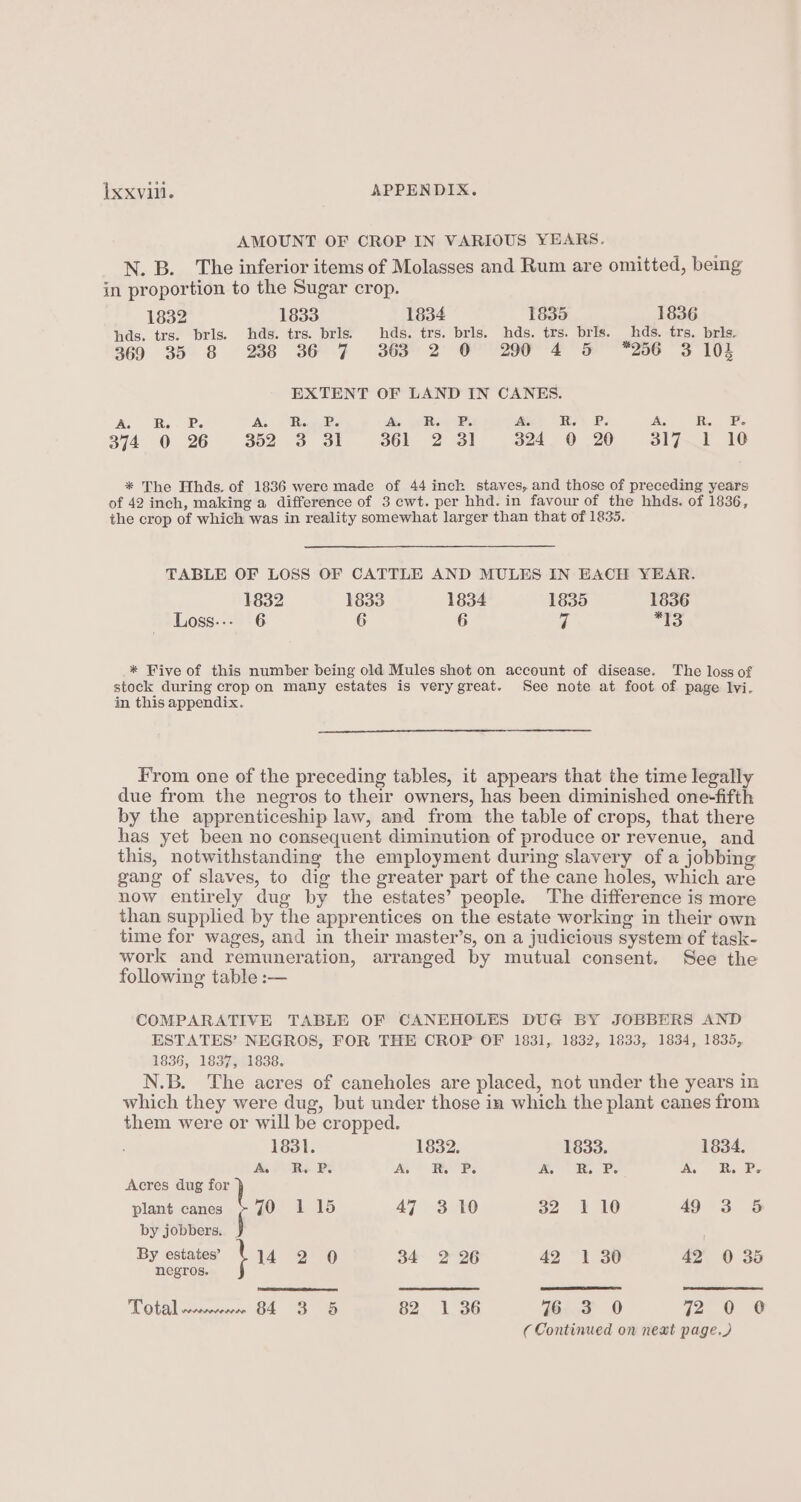 lxxviii. APPENDIX.
AMOUNT OF CROP IN VARIOUS YEARS.
N. B. The inferior items of Molasses and Rum are omitted, being
in proportion to the Sugar crop.
1832 1833 1834 1835 1836
hds. trs. brls. hds. trs. brls. hds. trs. brls. hds. trs. brls. hds. trs. brls.
369 35 8 238 36 7 363 2 0 290 4 5 *256 3 10½
EXTENT OF LAND IN CANES.
A. R. P. A. R. P. A. R. P. A. R. P. A. R. P.
374 0 26 352 3 31 361 2 31 324 0 20 317 1 10
* The Hhds. of 1836 were made of 44 inch staves, and those of preceding years
of 42 inch, making a difference of 3 cwt. per hhd. in favour of the hhds. of 1836,
the crop of which was in reality somewhat larger than that of 1835.
TABLE OF LOSS OF CATTLE AND MULES IN EACH YEAR.
1832 1833 1834 1835 1836
Loss--- 6 6 6 7 *13
* Five of this number being old Mules shot on account of disease. The loss of
stock during crop on many estates is very great. See note at foot of page lvi.
in this appendix.
From one of the preceding tables, it appears that the time legally
due from the negros to their owners, has been diminished one-fifth
by the apprenticeship law, and from the table of crops, that there
has yet been no consequent diminution of produce or revenue, and
this, notwithstanding the employment during slavery of a jobbing
gang of slaves, to dig the greater part of the cane holes, which are
now entirely dug by the estates' people. The difference is more
than supplied by the apprentices on the estate working in their own
time for wages, and in their master's, on a judicious system of task-
work and remuneration, arranged by mutual consent. See the
following table :—
COMPARATIVE TABLE OF CANEHOLES DUG BY JOBBERS AND
ESTATES' NEGROS, FOR THE CROP OF 1831, 1832, 1833, 1834, 1835,
1836, 1837, 1838.
N.B. The acres of caneholes are placed, not under the years in
which they were dug, but under those in which the plant canes from
them were or will be cropped.
1831. 1832. 1833. 1834.
A. R. P. A. R. P. A. R. P. A. R. P.
Acres dug for
plant canes 70 1 15 47 3 10 32 1 10 49 3 5
by jobbers.
By estates' 14 2 0 34 2 26 42 1 30 42 0 35
negros.
Total 84 3 5 82 1 36 76 3 0 72 0 0
(Continued on next page.)